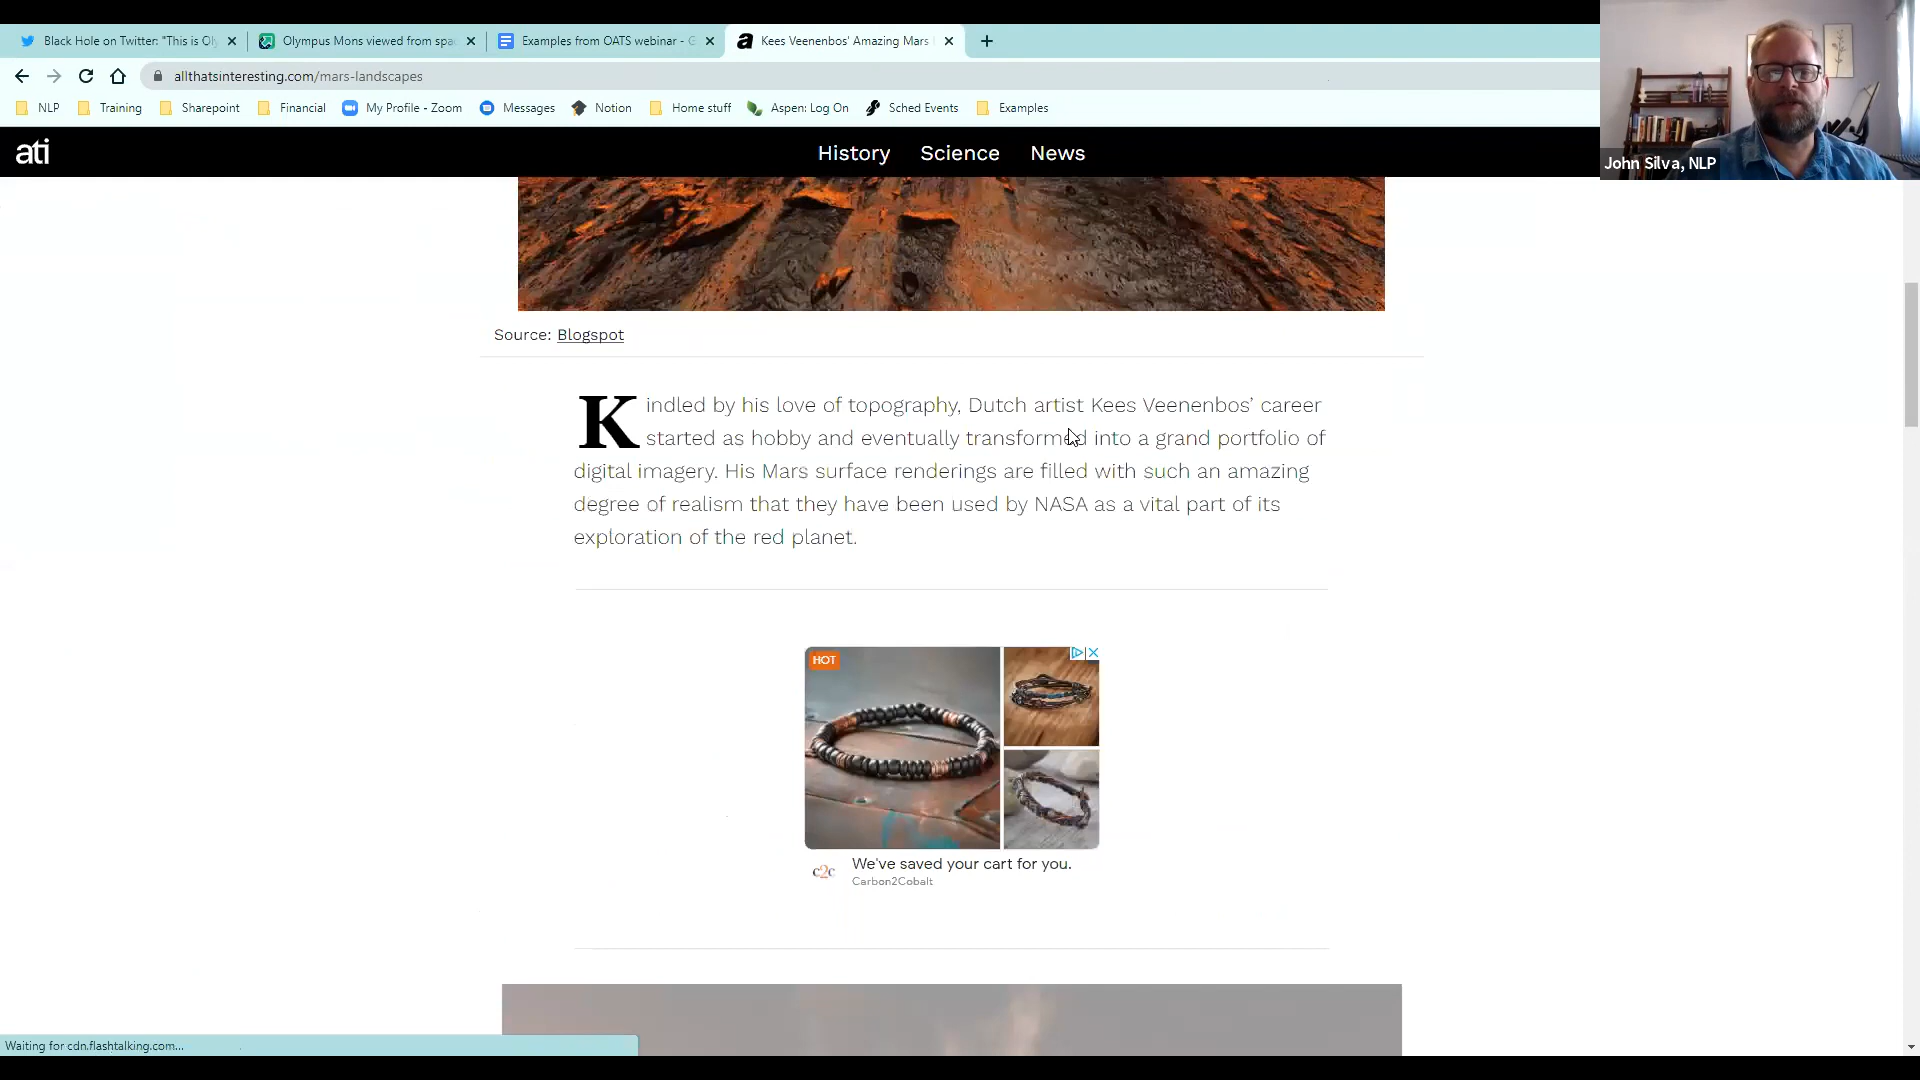 Black Hole on Twitter: "This is Oly
Olympus Mons viewed from spac
Examples from OATS webinar - G
Kees Veenenbos' Amazing Mars
allthatsinteresting.com/mars-landscapes
NLP
Training
Sharepoint
Financial
My Profile - Zoom
Messages
Notion
Home stuff
Aspen: Log On
Sched Events
Examples
John Silva, NLP
ati
History
Science
News
Source: Blogspot
Kindled by his love of topography, Dutch artist Kees Veenenbos' career
started as hobby and eventually transformed into a grand portfolio of
digital imagery. His Mars surface renderings are filled with such an amazing
degree of realism that they have been used by NASA as a vital part of its
exploration of the red planet.
HOT
c2c
We've saved your cart for you.
Carbon2Cobalt
Waiting for cdn.flashtalking.com...